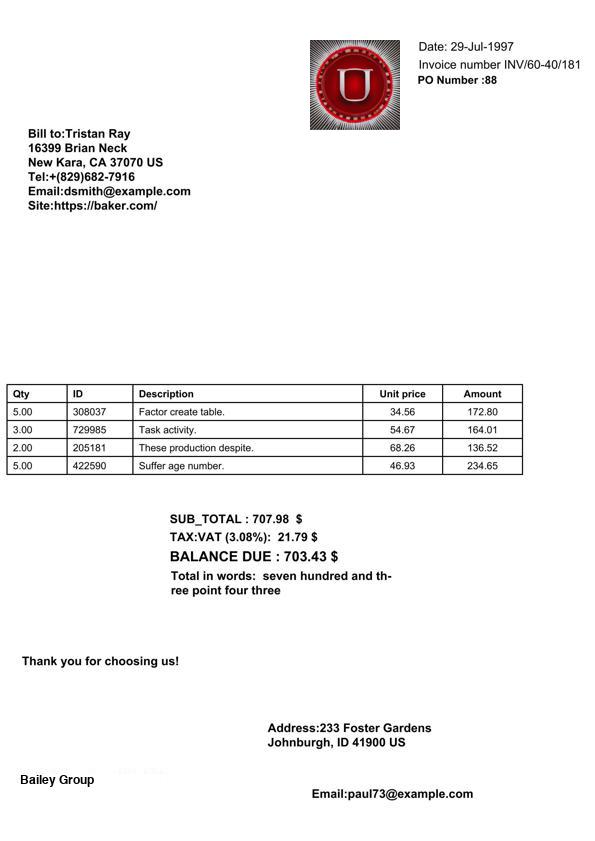 Date: 29-Jul-1997
U
Invoice number INV/60-40/181
PO Number :88
Bill to:Tristan Ray
16399 Brian Neck
New Kara, CA 37070 US
Tel:+(829)682-7916
Email:dsmith@example.com
Site:https://baker.com/
Qty ID Description Unit price Amount
5.00 308037 Factor create table. 34.56 172.80
3.00 729985 Task activity. 54.67 164.01
2.00 205181 These production despite. 68.26 136.52
5.00 422590 Suffer age number. 46.93 234.65
SUB_TOTAL : 707.98 $
TAX:VAT (3.08%): 21.79 $
BALANCE DUE : 703.43 $
Total in words: seven hundred and th-
ree point four three
Thank you for choosing us!
Address:233 Foster Gardens
Johnburgh, ID 41900 US
Bailey Group
Email:paul73@example.com